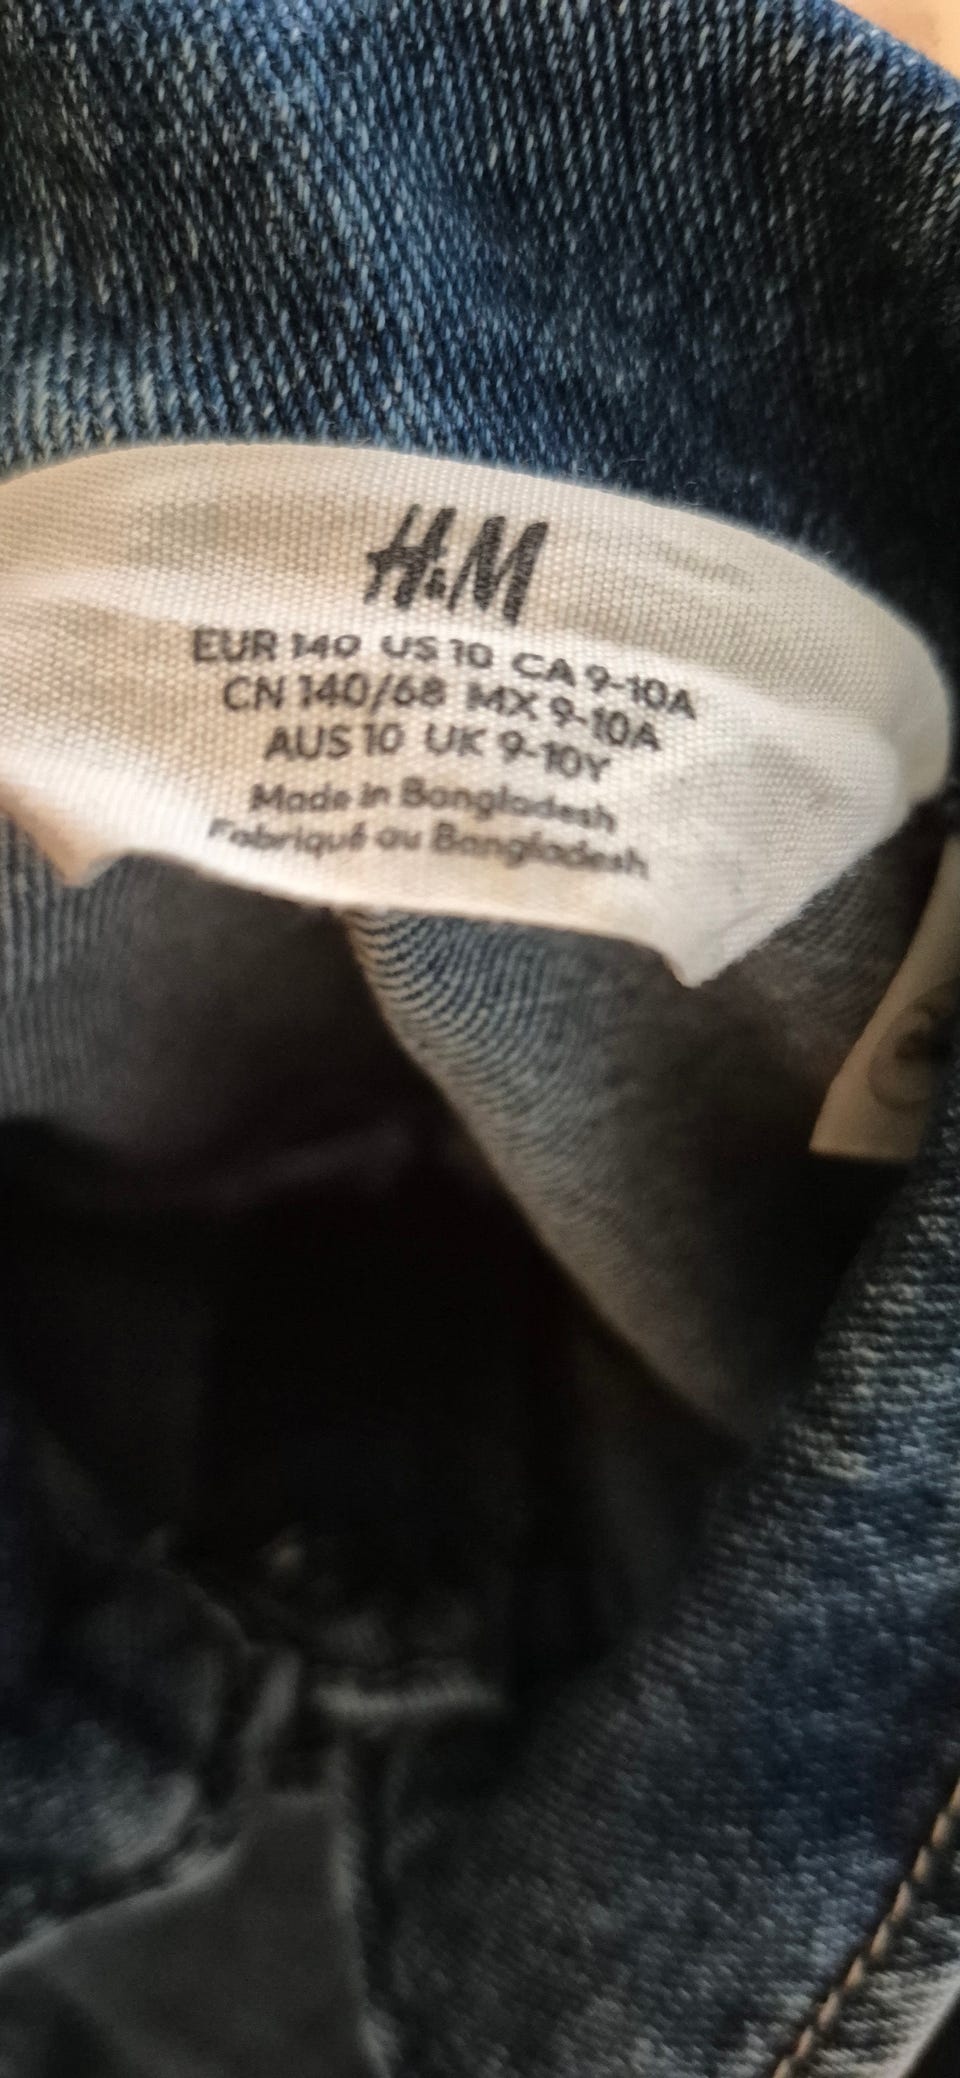 H&M
EUR 140 US 10 CA 9-10A
CN 140/68 MX 9-10A
AUS 10 UK 9-10Y
Made in Bangladesh
Fabriqué au Bangladesh